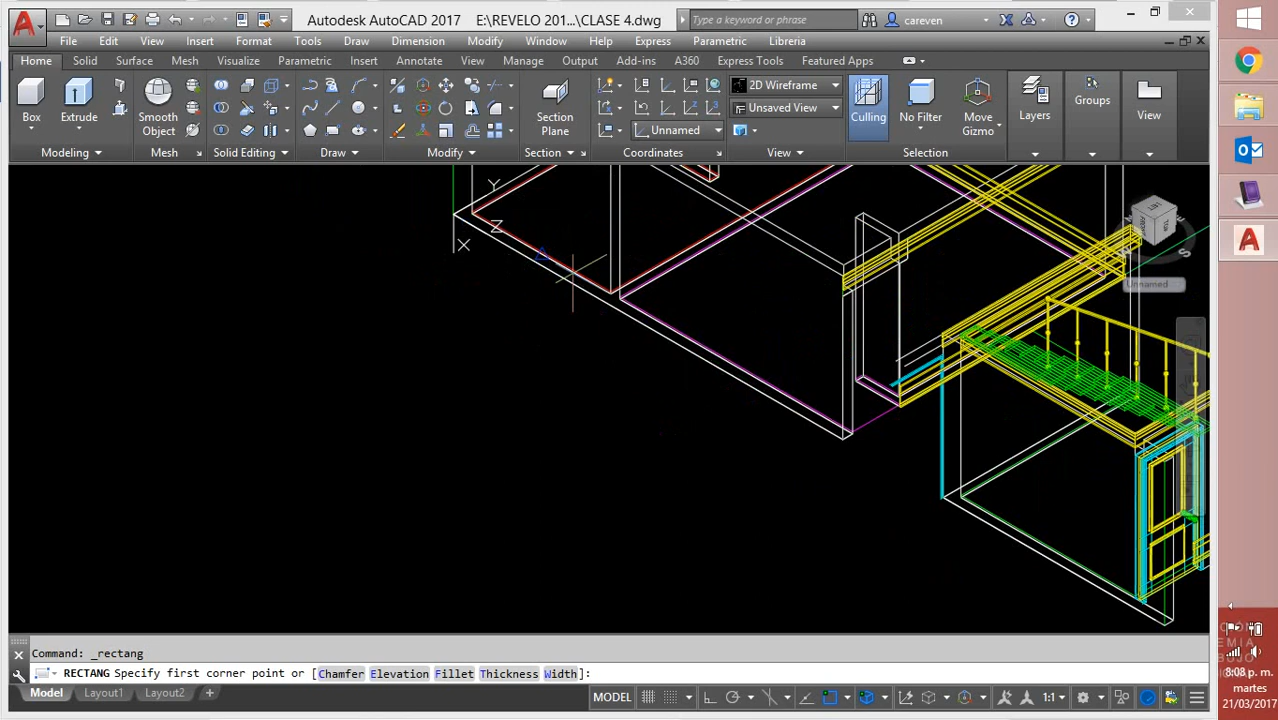 Autodesk AutoCAD 2017 E:\REVELO 201...\CLASE 4.dwg
Type a keyword or phrase
careven
File Edit View Insert Format Tools Draw Dimension Modify Window Help Express Parametric Libreria
Home Solid Surface Mesh Visualize Parametric Insert Annotate View Manage Output Add-ins A360 Express Tools Featured Apps
Box
Extrude
Smooth
Object
Section
Plane
2D Wireframe
Unsaved View
Unnamed
Culling
No Filter
Move
Gizmo
Layers
Groups
View
Modeling
Mesh
Solid Editing
Draw
Modify
Section
Coordinates
View
Selection
Y
Z
X
S
Unnamed
Command: _rectang
RECTANG Specify first corner point or [Chamfer Elevation Fillet Thickness Width]:
Model Layout1 Layout2 +
MODEL
1:1
8:08 p. m.
martes
21/03/2017